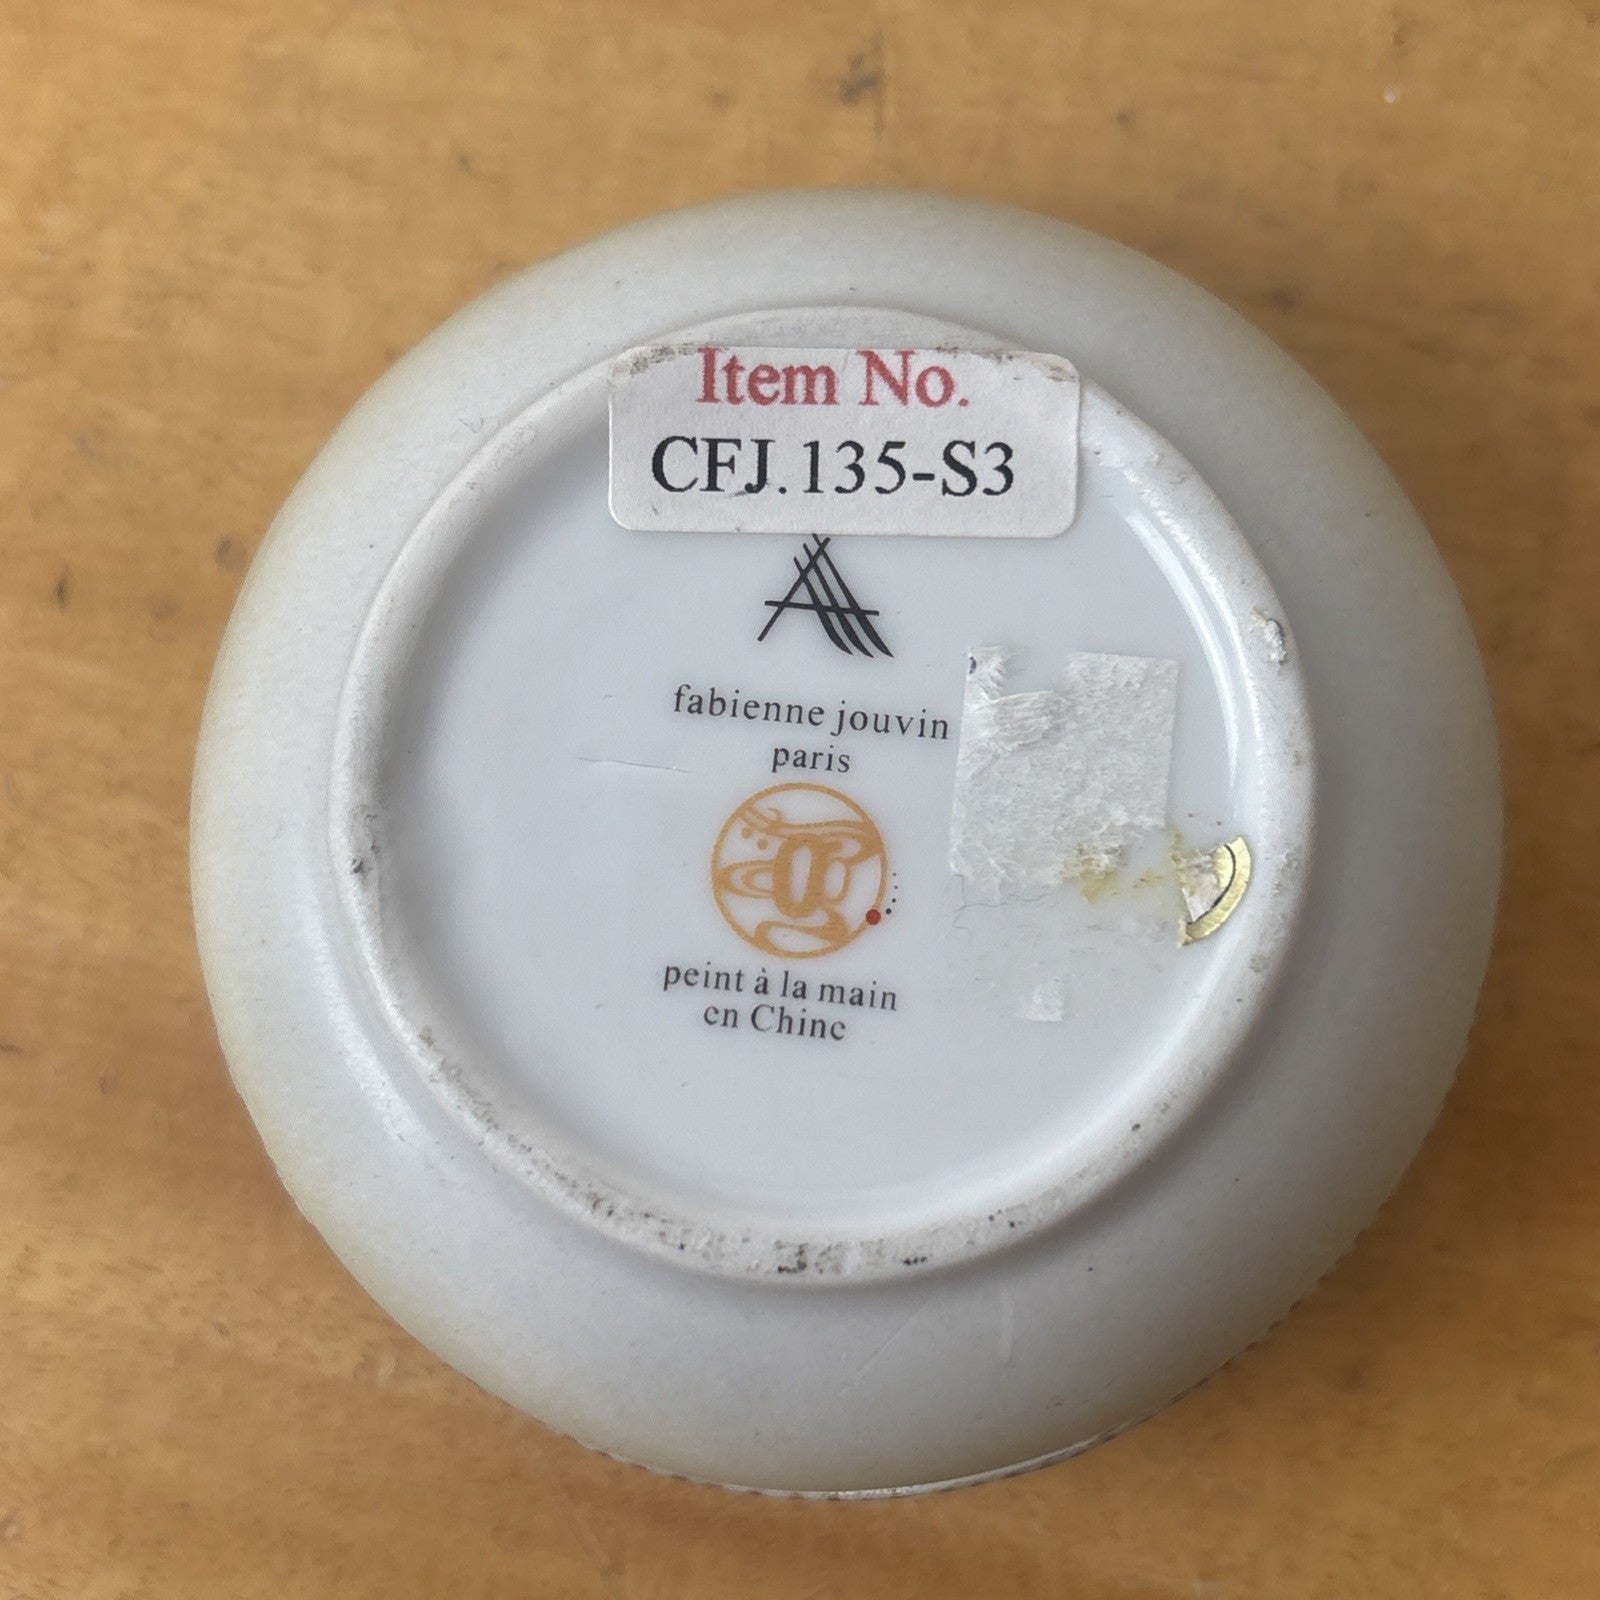 Item No.
CFJ.135-S3
fabienne jouvin
paris
peint à la main
en Chine